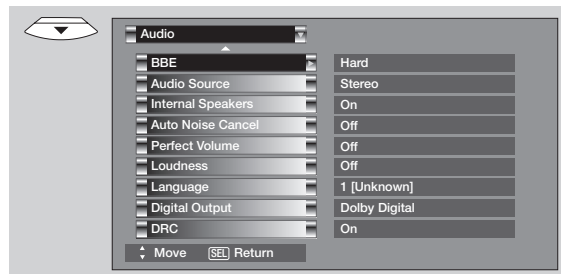 Audio
BBE Hard
Audio Source Stereo
Internal Speakers On
Auto Noise Cancel Off
Perfect Volume Off
Loudness Off
Language 1 [Unknown]
Digital Output Dolby Digital
DRC On
Move SEL Return